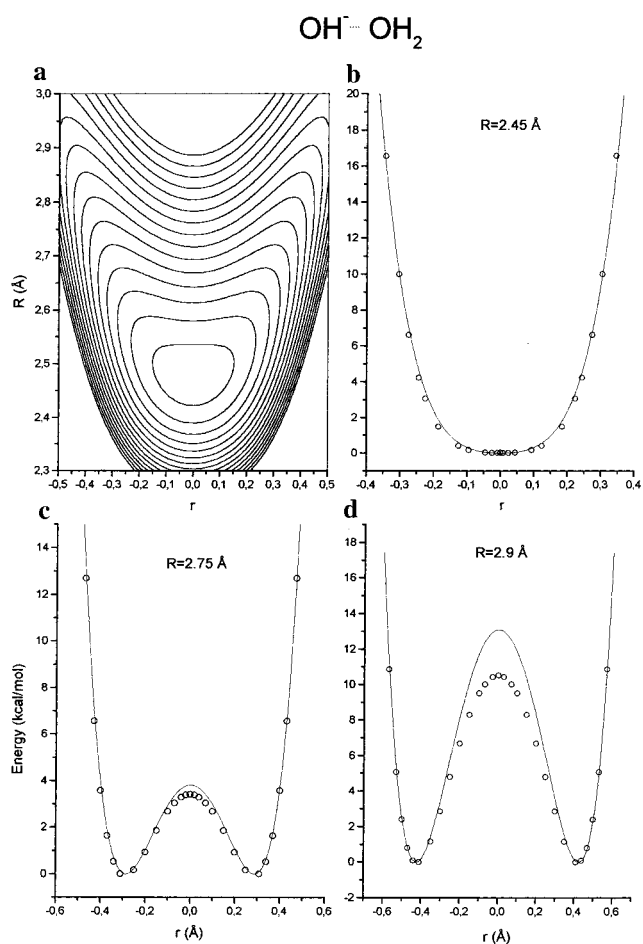 OH⁻ ···· OH₂
a
b
3,0
2,9
2,8
2,7
2,6
2,5
2,4
2,3
R (Å)
-0,5 -0,4 -0,3 -0,2 -0,1 0,0 0,1 0,2 0,3 0,4 0,5
r
R=2.45 Å
20
18
16
14
12
10
8
6
4
2
0
-0,4 -0,3 -0,2 -0,1 0,0 0,1 0,2 0,3 0,4
r
c
d
R=2.75 Å
14
12
10
8
6
4
2
0
Energy (kcal/mol)
-0,6 -0,4 -0,2 0,0 0,2 0,4 0,6
r (Å)
R=2.9 Å
18
16
14
12
10
8
6
4
2
0
-2
-0,6 -0,4 -0,2 0,0 0,2 0,4 0,6
r (Å)